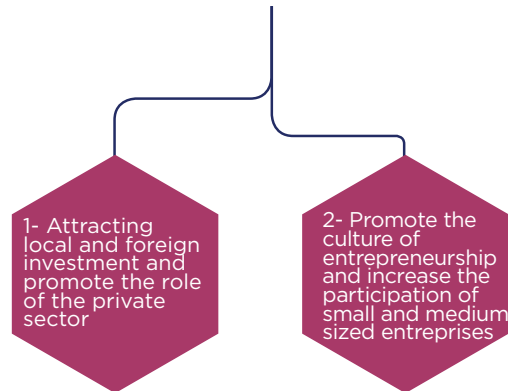 1- Attracting
local and foreign
investment and
promote the role
of the private
sector
2- Promote the
culture of
entrepreneurship
and increase the
participation of
small and medium
sized entreprises